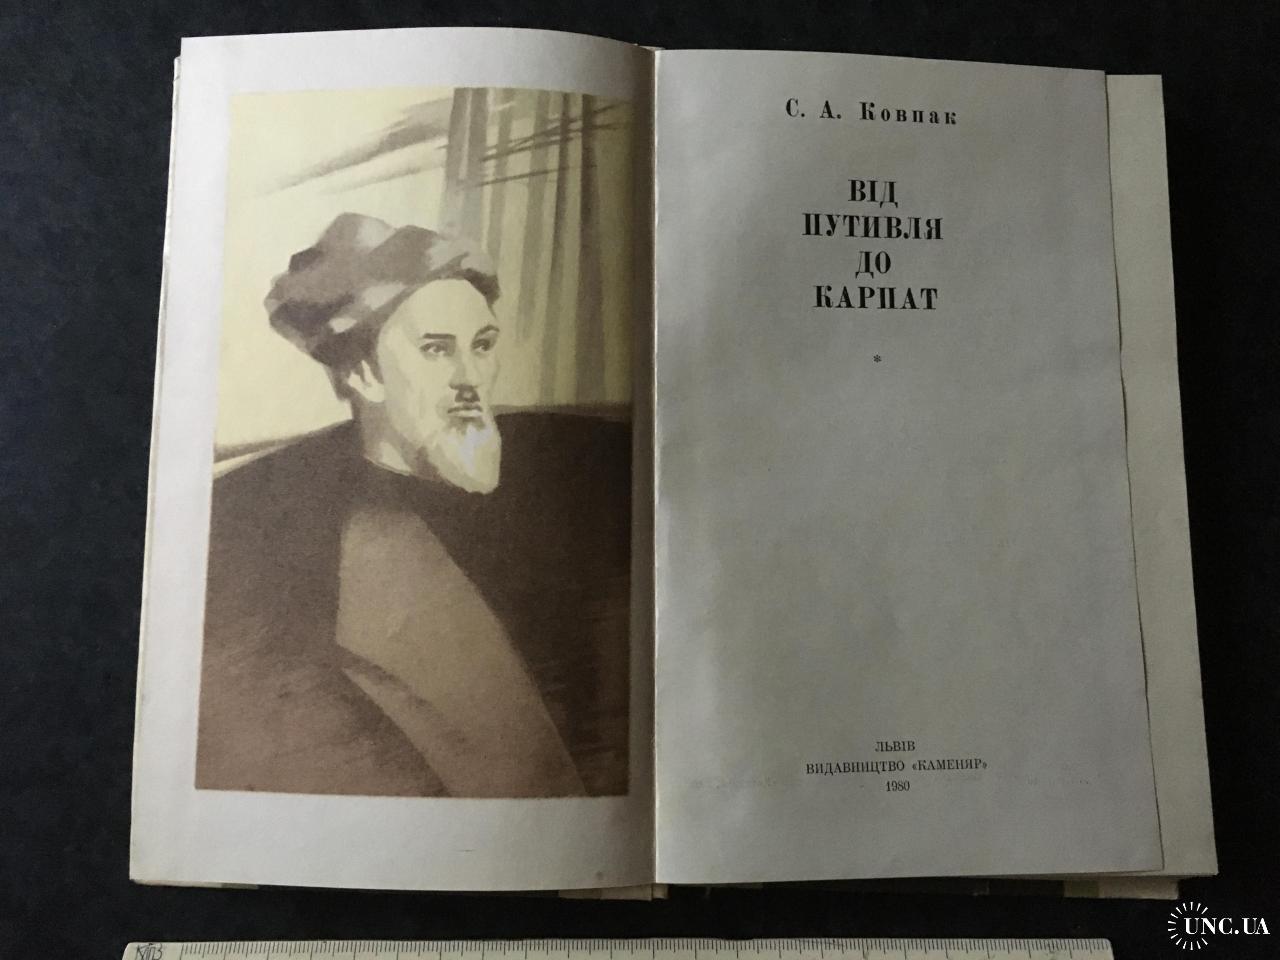 С. А. Ковпак
ВІД
ПУТИВЛЯ
ДО
КАРПАТ
*
ЛЬВІВ
ВИДАВНИЦТВО «КАМЕНЯР»
1980
UNC.UA